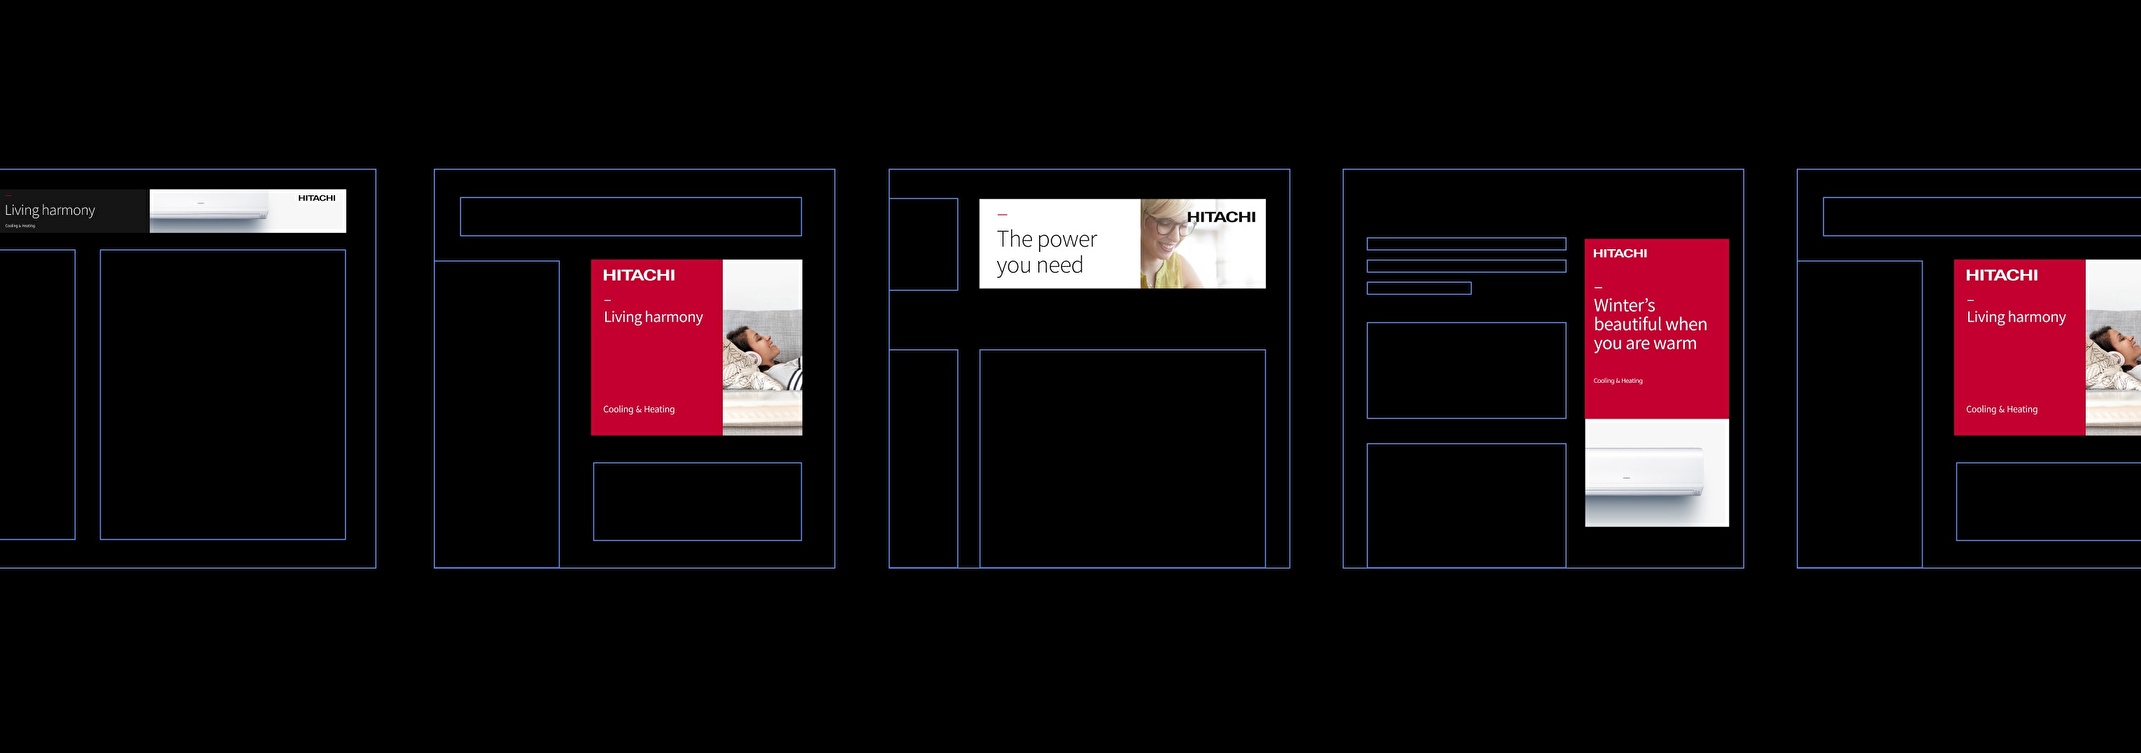 Living harmony
Cooling & Heating
HITACHI
HITACHI
Living harmony
Cooling & Heating
The power
you need
HITACHI
HITACHI
Winter's
beautiful when
you are warm
Cooling & Heating
HITACHI
Living harmony
Cooling & Heating